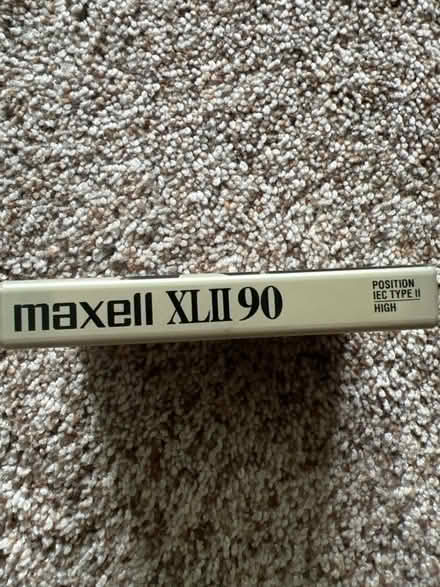 maxell XLII 90
POSITION
IEC TYPE II
HIGH